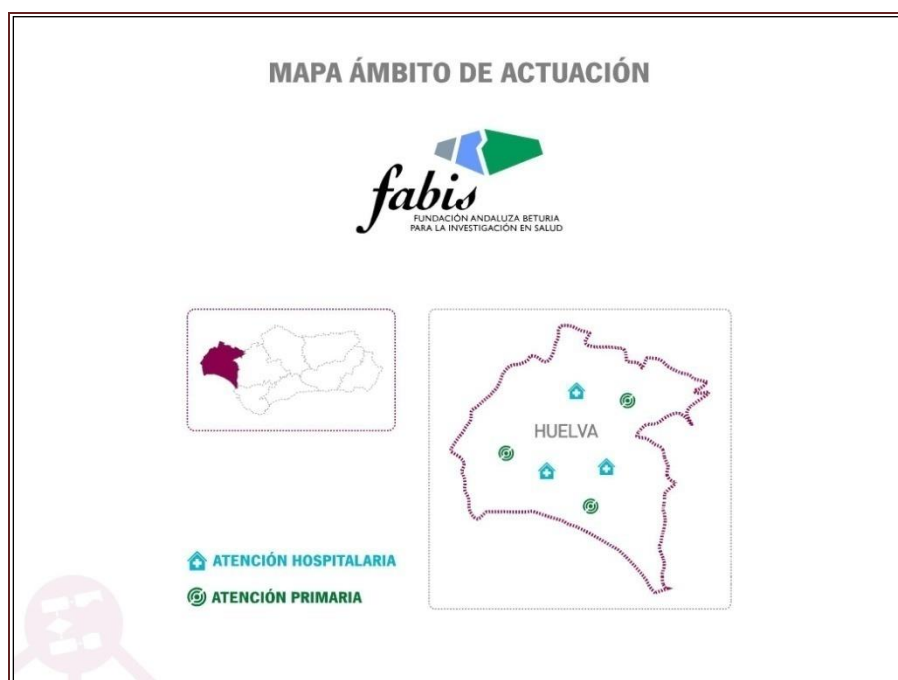 MAPA ÁMBITO DE ACTUACIÓN
fabis
FUNDACIÓN ANDALUZA BETURIA
PARA LA INVESTIGACIÓN EN SALUD
HUELVA
ATENCIÓN HOSPITALARIA
ATENCIÓN PRIMARIA